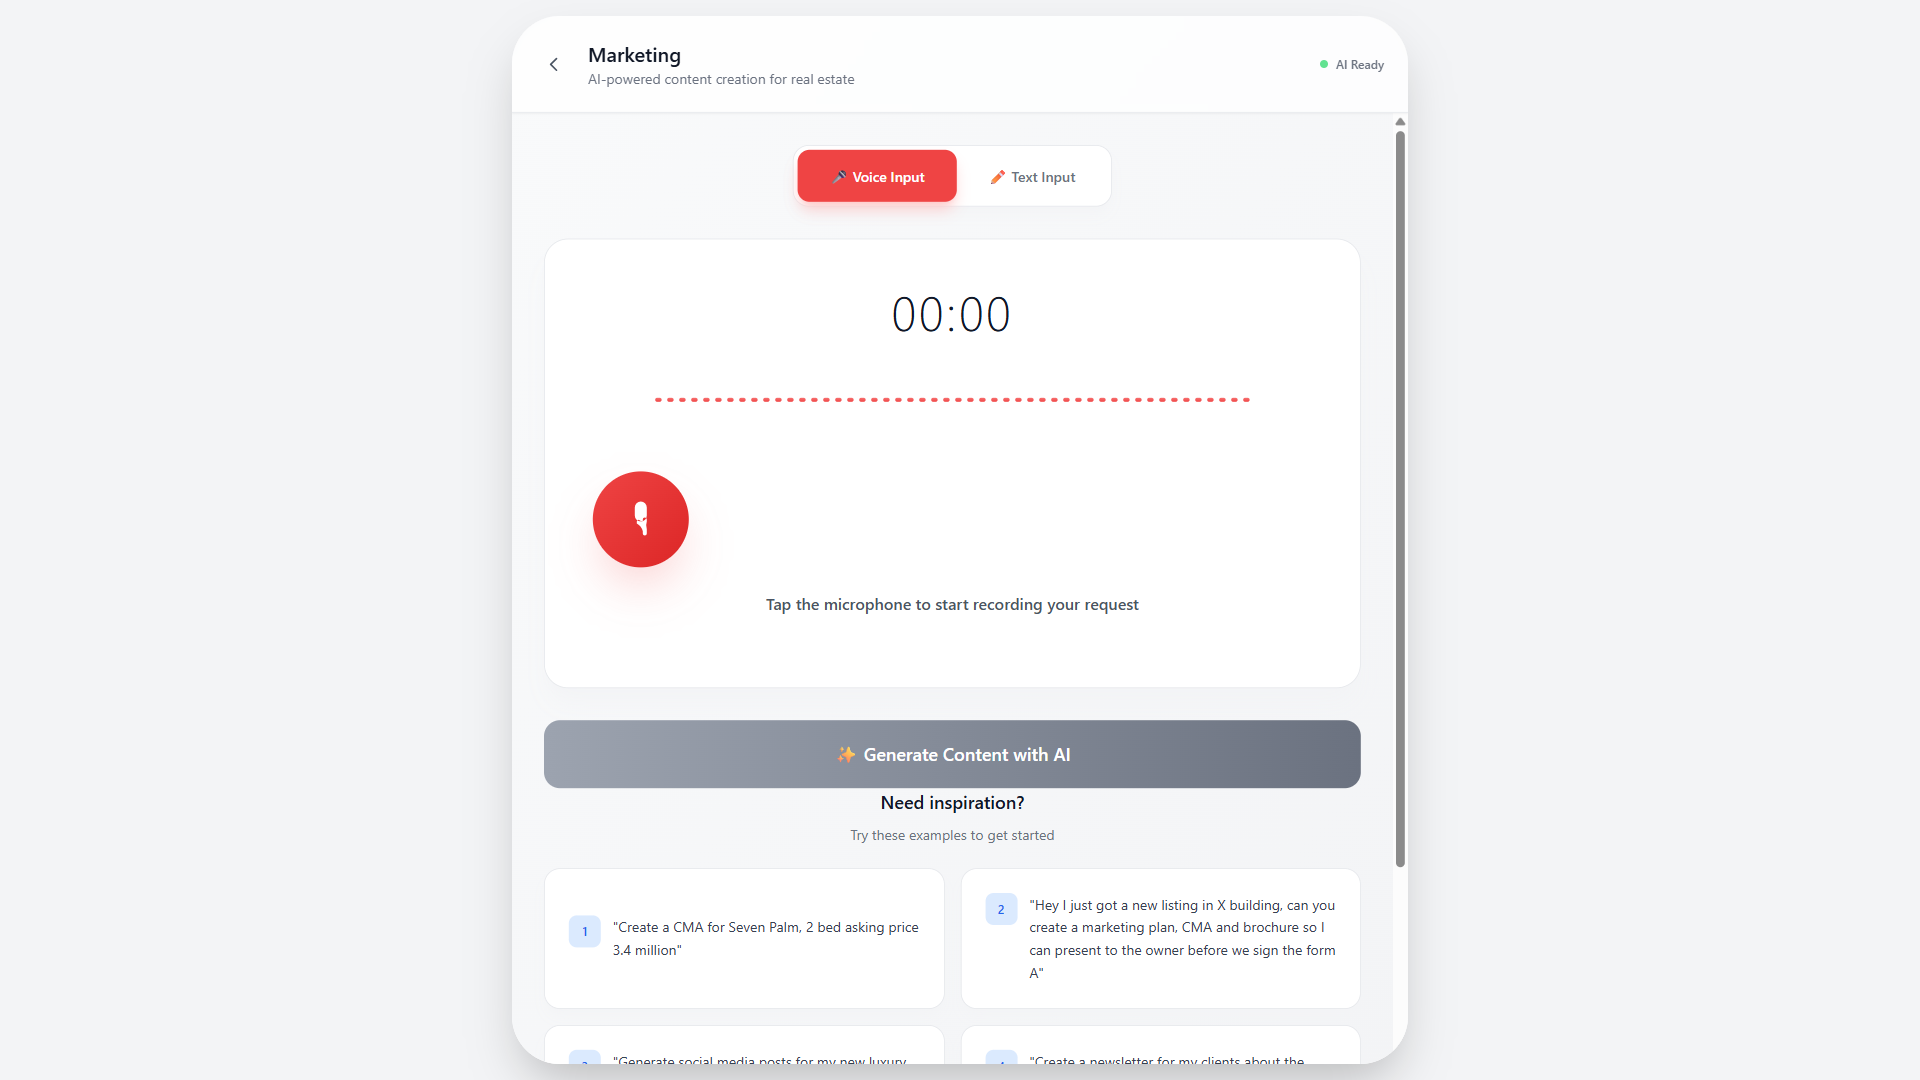 Marketing
AI-powered content creation for real estate
AI Ready
Voice Input
Text Input
00:00
Tap the microphone to start recording your request
Generate Content with AI
Need inspiration?
Try these examples to get started
1
"Create a CMA for Seven Palm, 2 bed asking price
3.4 million"
2
"Hey I just got a new listing in X building, can you
create a marketing plan, CMA and brochure so I
can present to the owner before we sign the form
A"
"Generate social media posts for my new luxury
"Create a newsletter for my clients about the